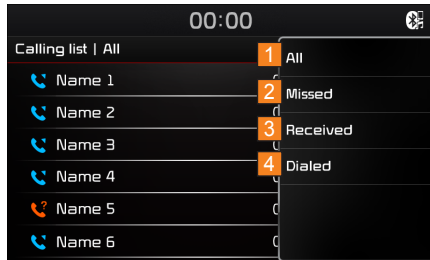 00:00
Calling list | All
Name 1
Name 2
Name 3
Name 4
Name 5
Name 6
1 All
2 Missed
3 Received
4 Dialed